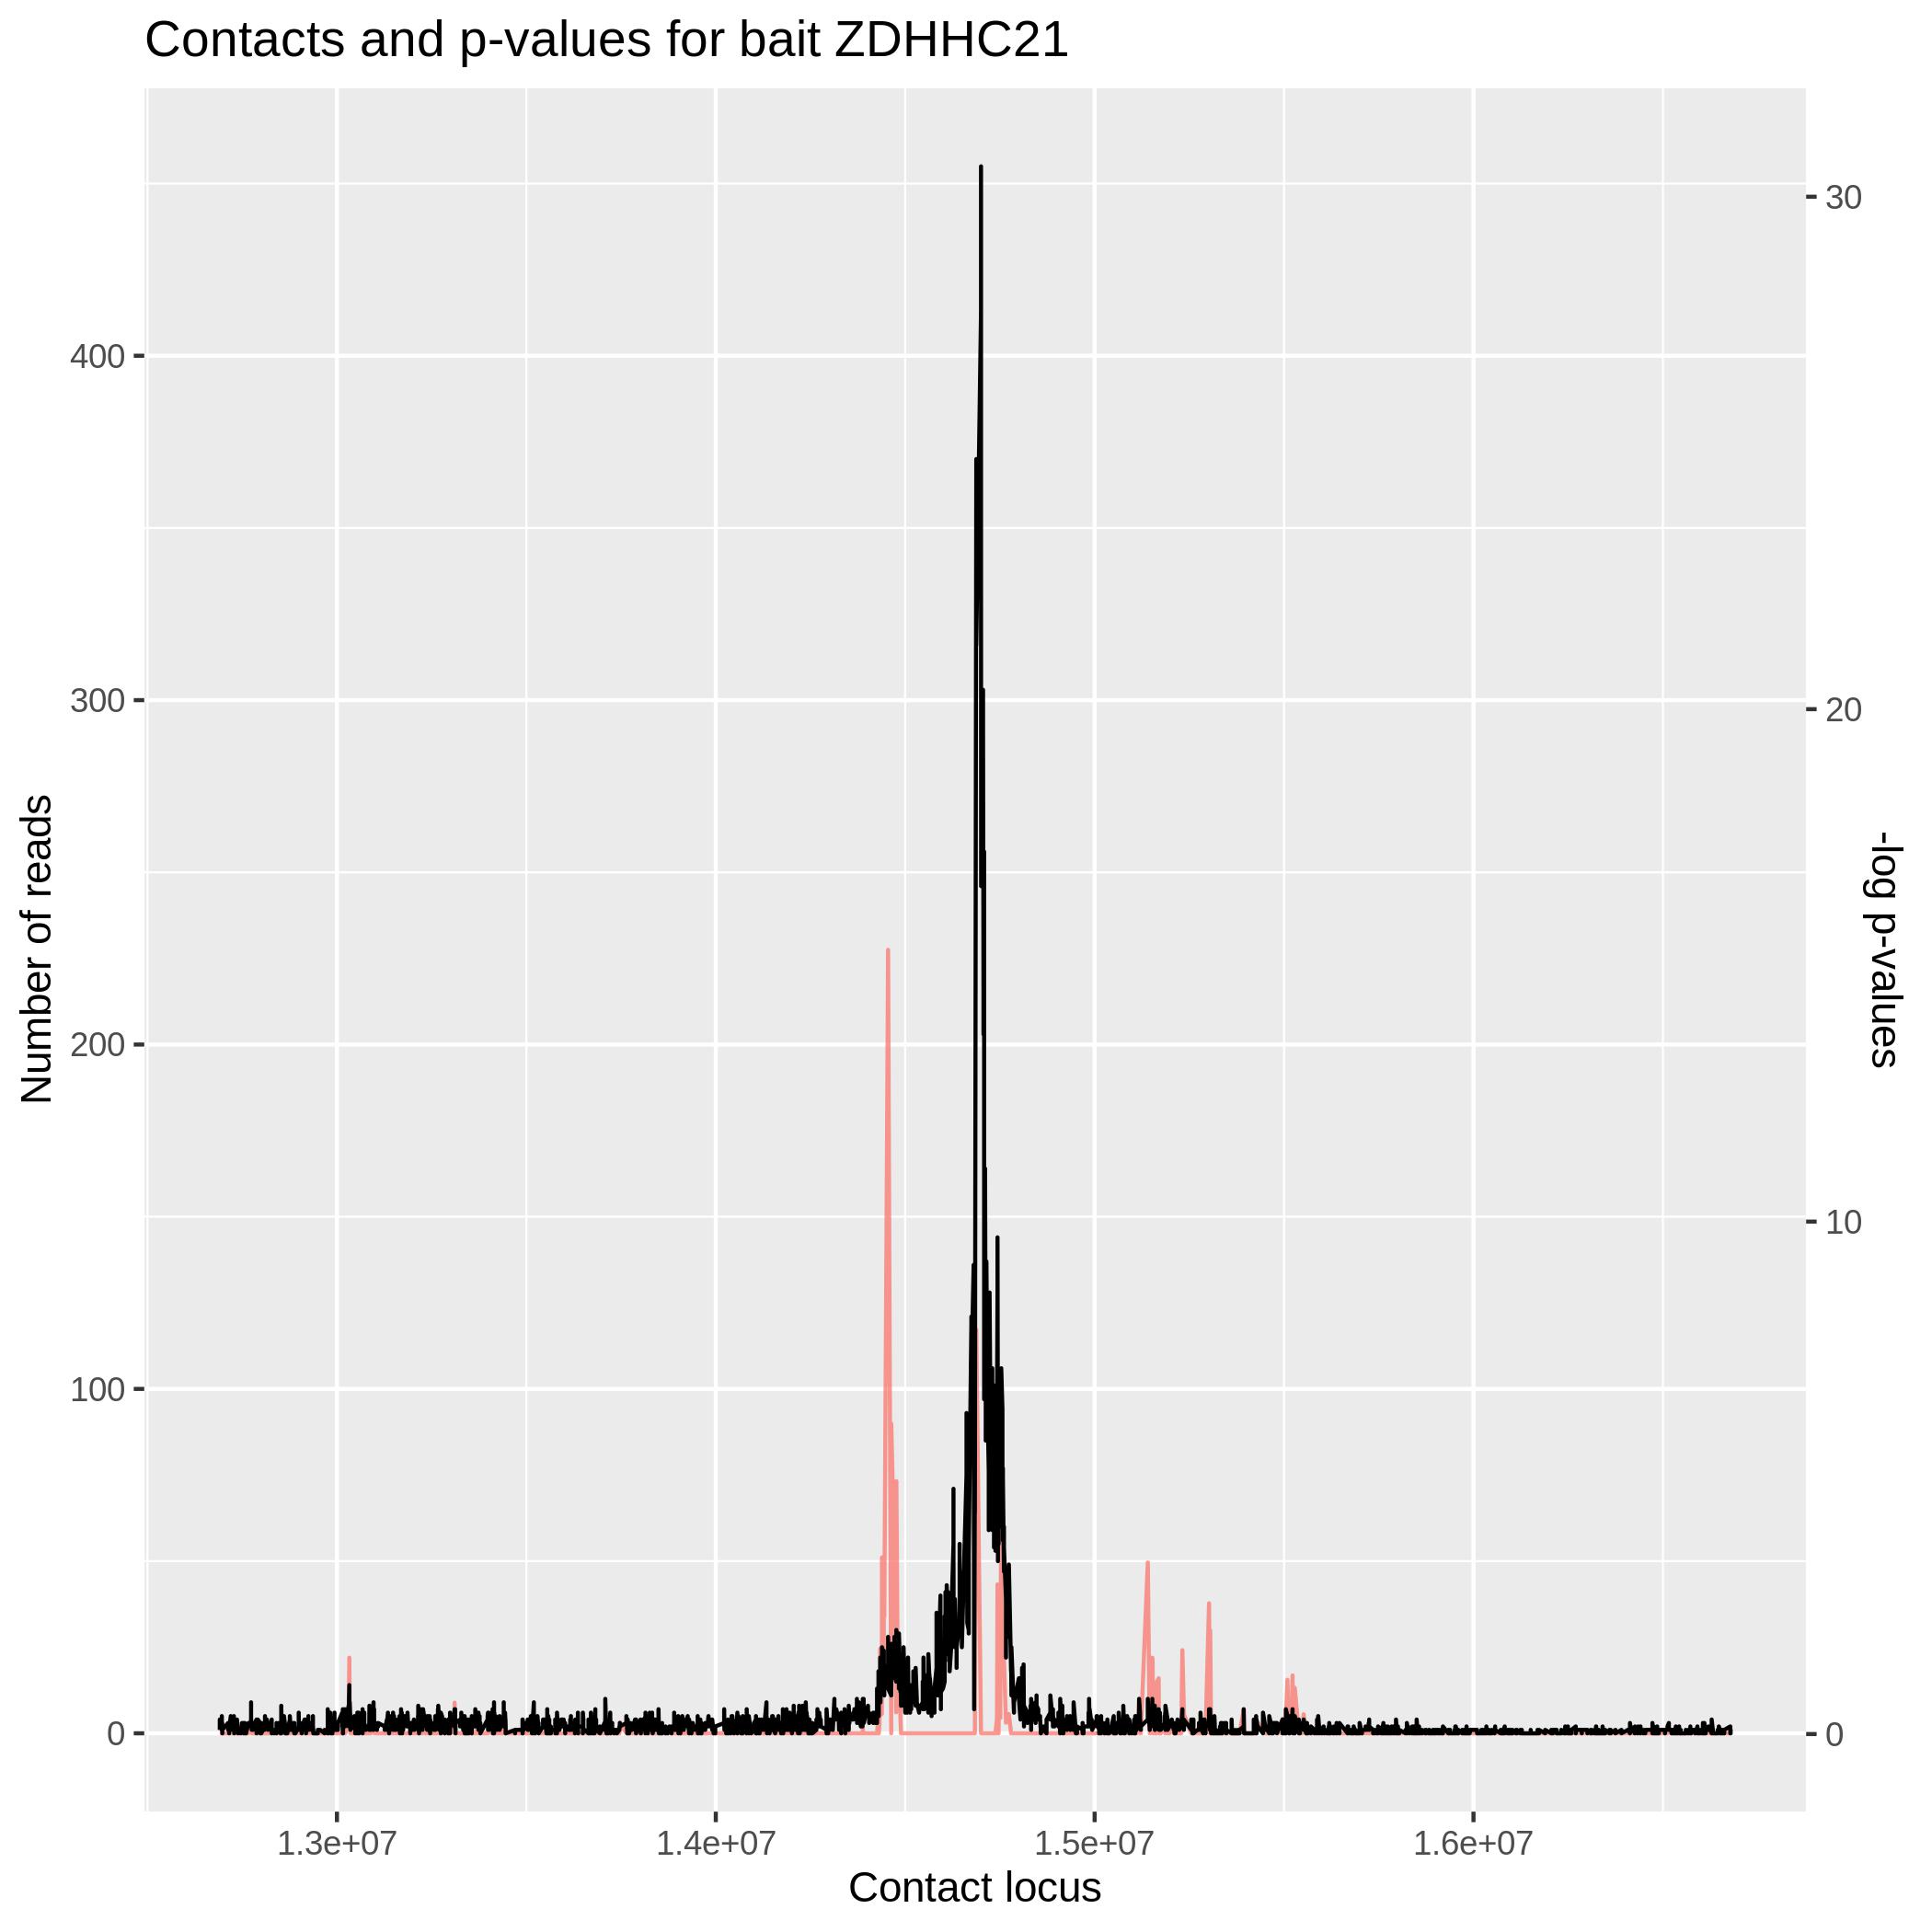 Contacts and p-values for bait ZDHHC21
Number of reads
400
300
200
100
0
30
20
10
0
-log p-values
1.3e+07
1.4e+07
1.5e+07
1.6e+07
Contact locus